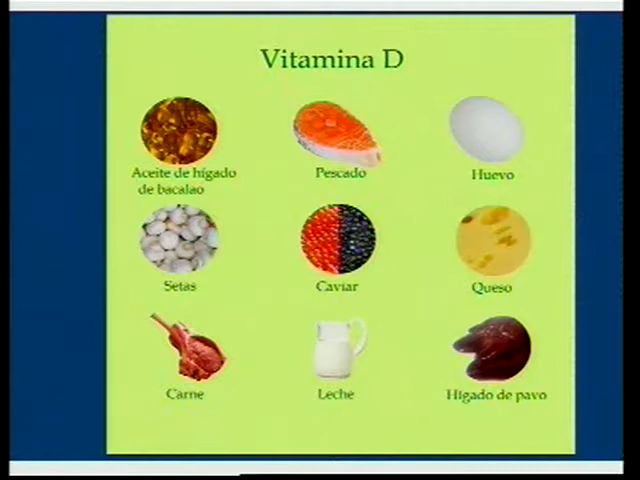 Vitamina D
Aceite de hígado
de bacalao
Pescado
Huevo
Setas
Caviar
Queso
Carne
Leche
Hígado de pavo